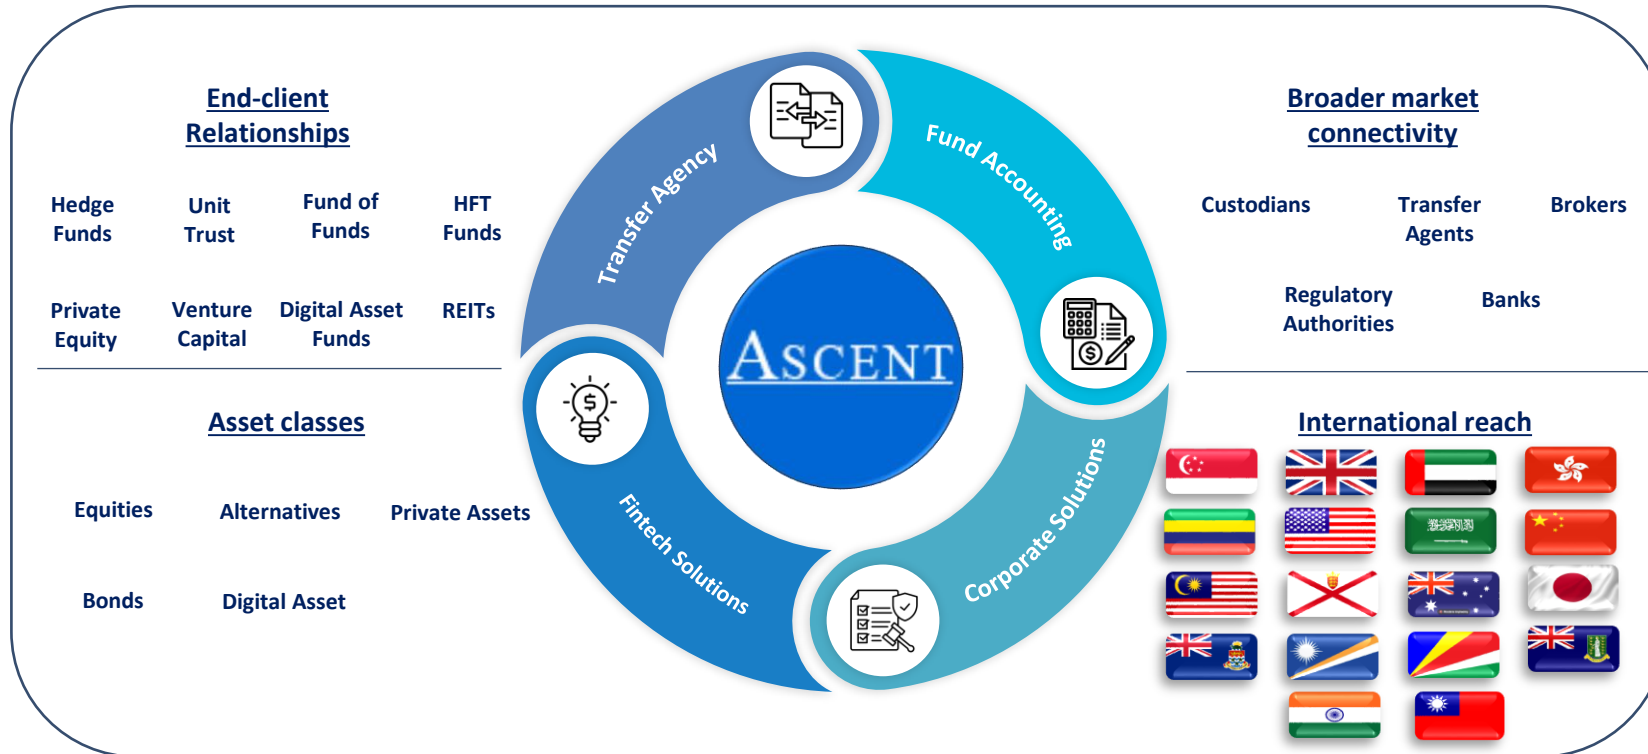 End-client
Relationships
Hedge
Funds
Unit
Trust
Fund of
Funds
HFT
Funds
Private
Equity
Venture
Capital
Digital Asset
Funds
REITs
Asset classes
Equities
Alternatives
Private Assets
Bonds
Digital Asset
Transfer Agency
Fund Accounting
ASCENT
Fintech Solutions
Corporate Solutions
Broader market
connectivity
Custodians
Transfer
Agents
Brokers
Regulatory
Authorities
Banks
International reach